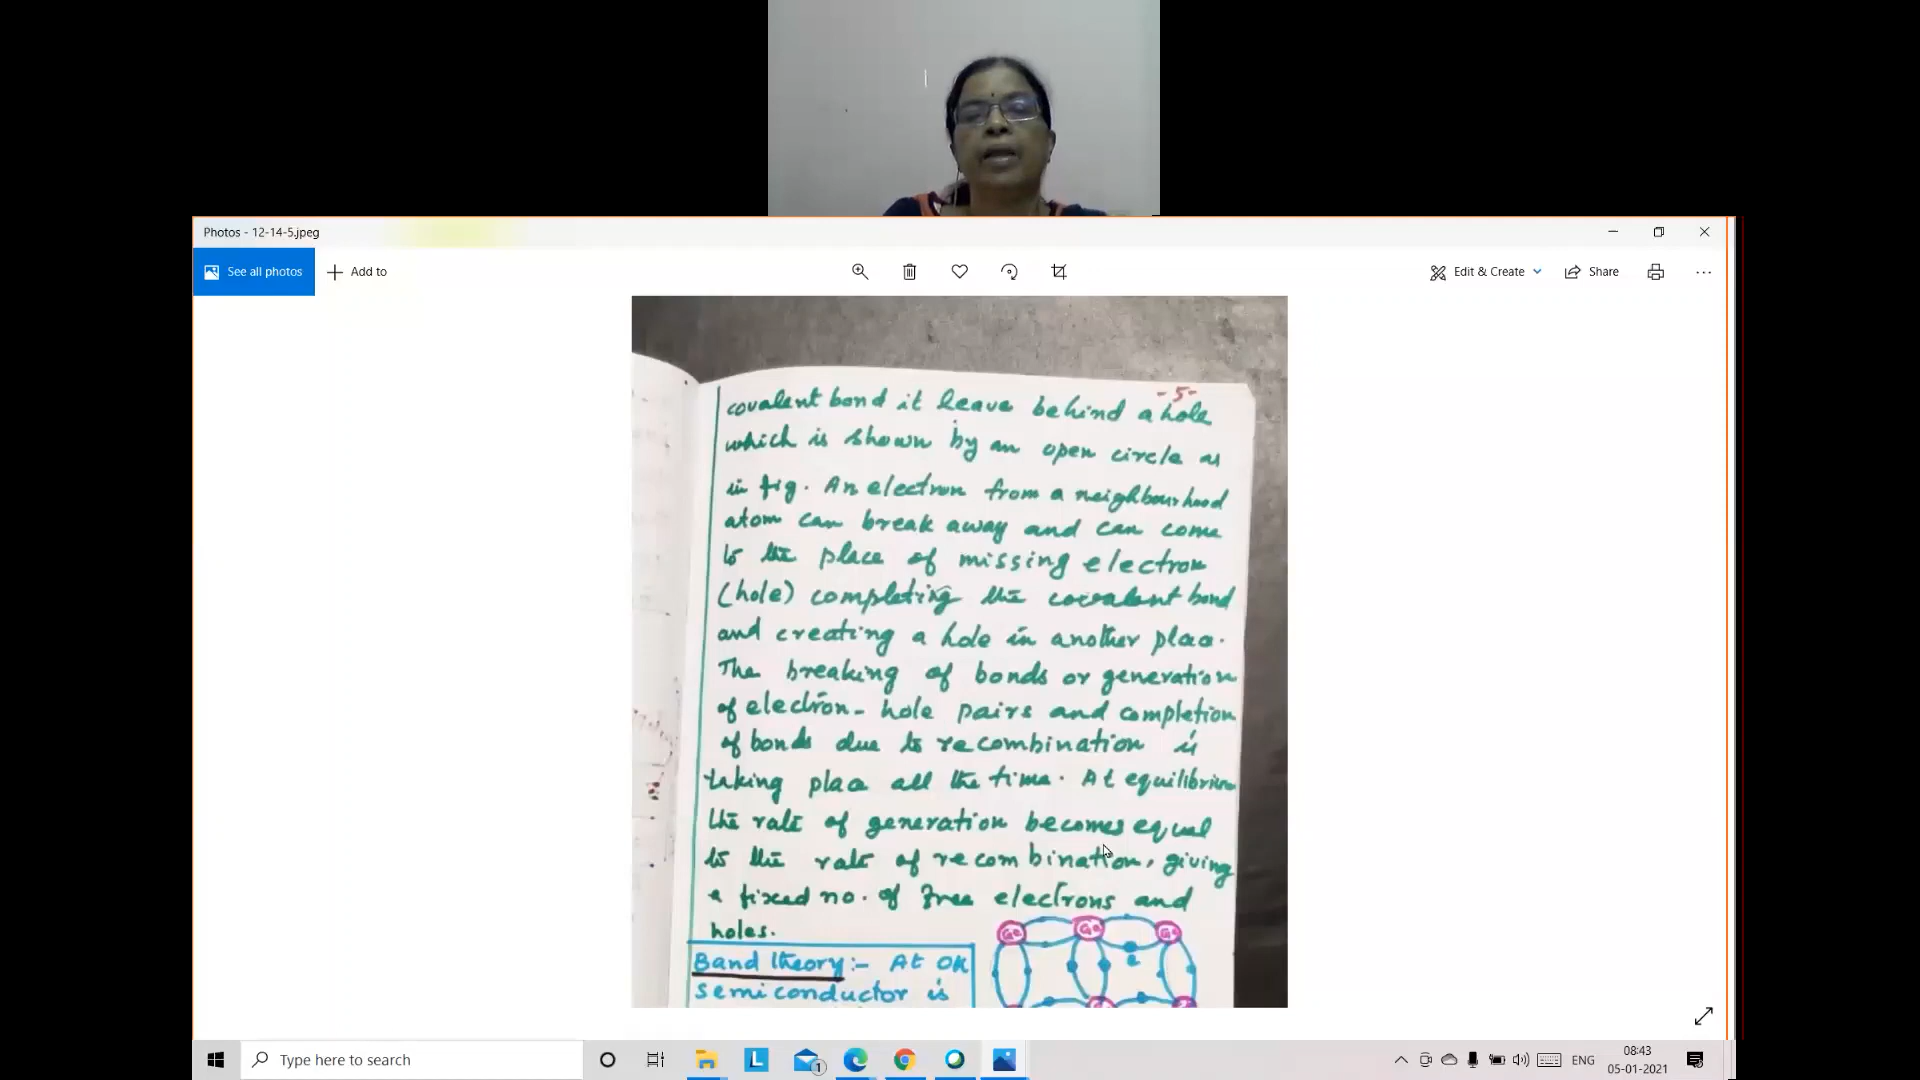 Photos - 12-14-5.jpeg
See all photos
Add to
Edit & Create
Share
-5-
covalent bond it leave behind a hole
which is shown by an open circle as
in fig. An electron from a neighbourhood
atom can break away and can come
to the place of missing electron
(hole) completing the covalent bond
and creating a hole in another place.
The breaking of bonds or generation
of electron-hole pairs and completion
of bonds due to recombination is
taking place all the time. At equilibrium
the rate of generation becomes equal
to the rate of recombination, giving
a fixed no. of free electrons and
holes.
Ge Ge Ge
Band theory :- At 0K
e
semiconductor is
Type here to search
L
1
ENG
08:43
05-01-2021